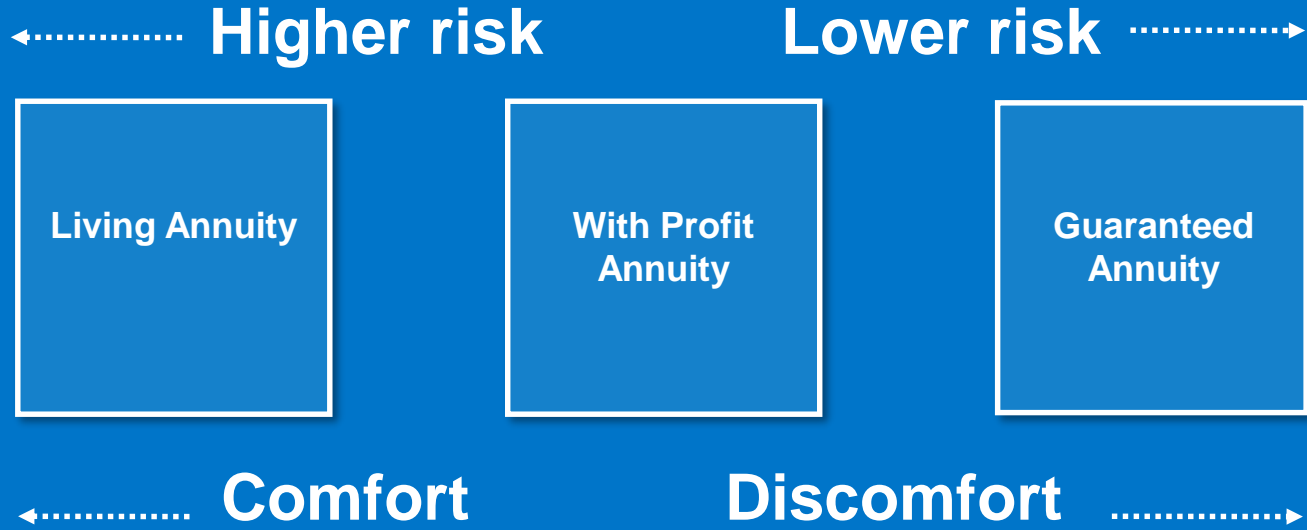 Higher risk
Lower risk
Living Annuity
With Profit
Annuity
Guaranteed
Annuity
Comfort
Discomfort